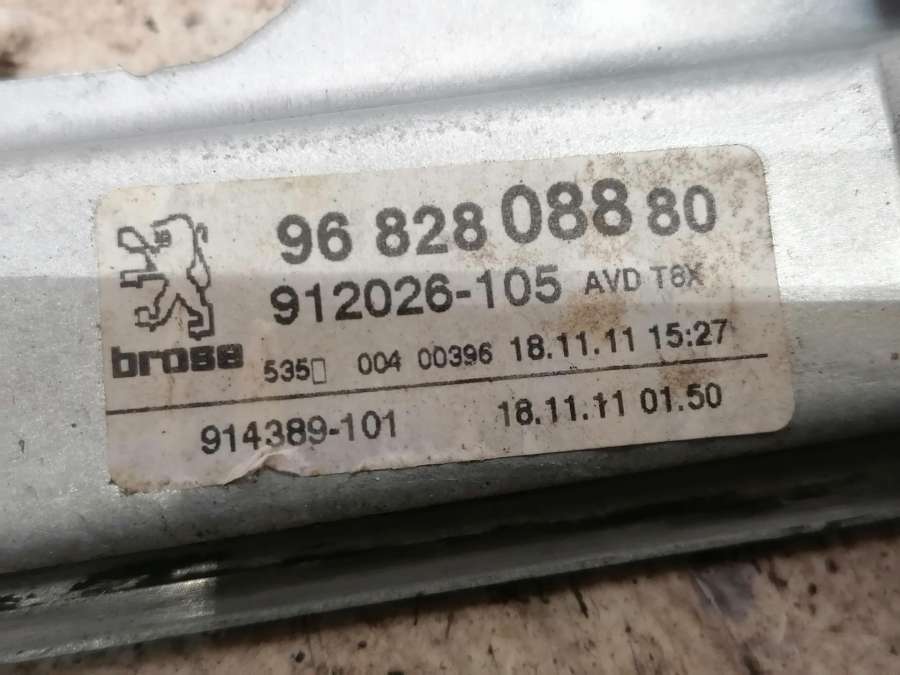 96 828 088 80
912026-105 AVD T8X
brose 535▯ 004 00396 18.11.11 15:27
914389-101 18.11.11 01.50